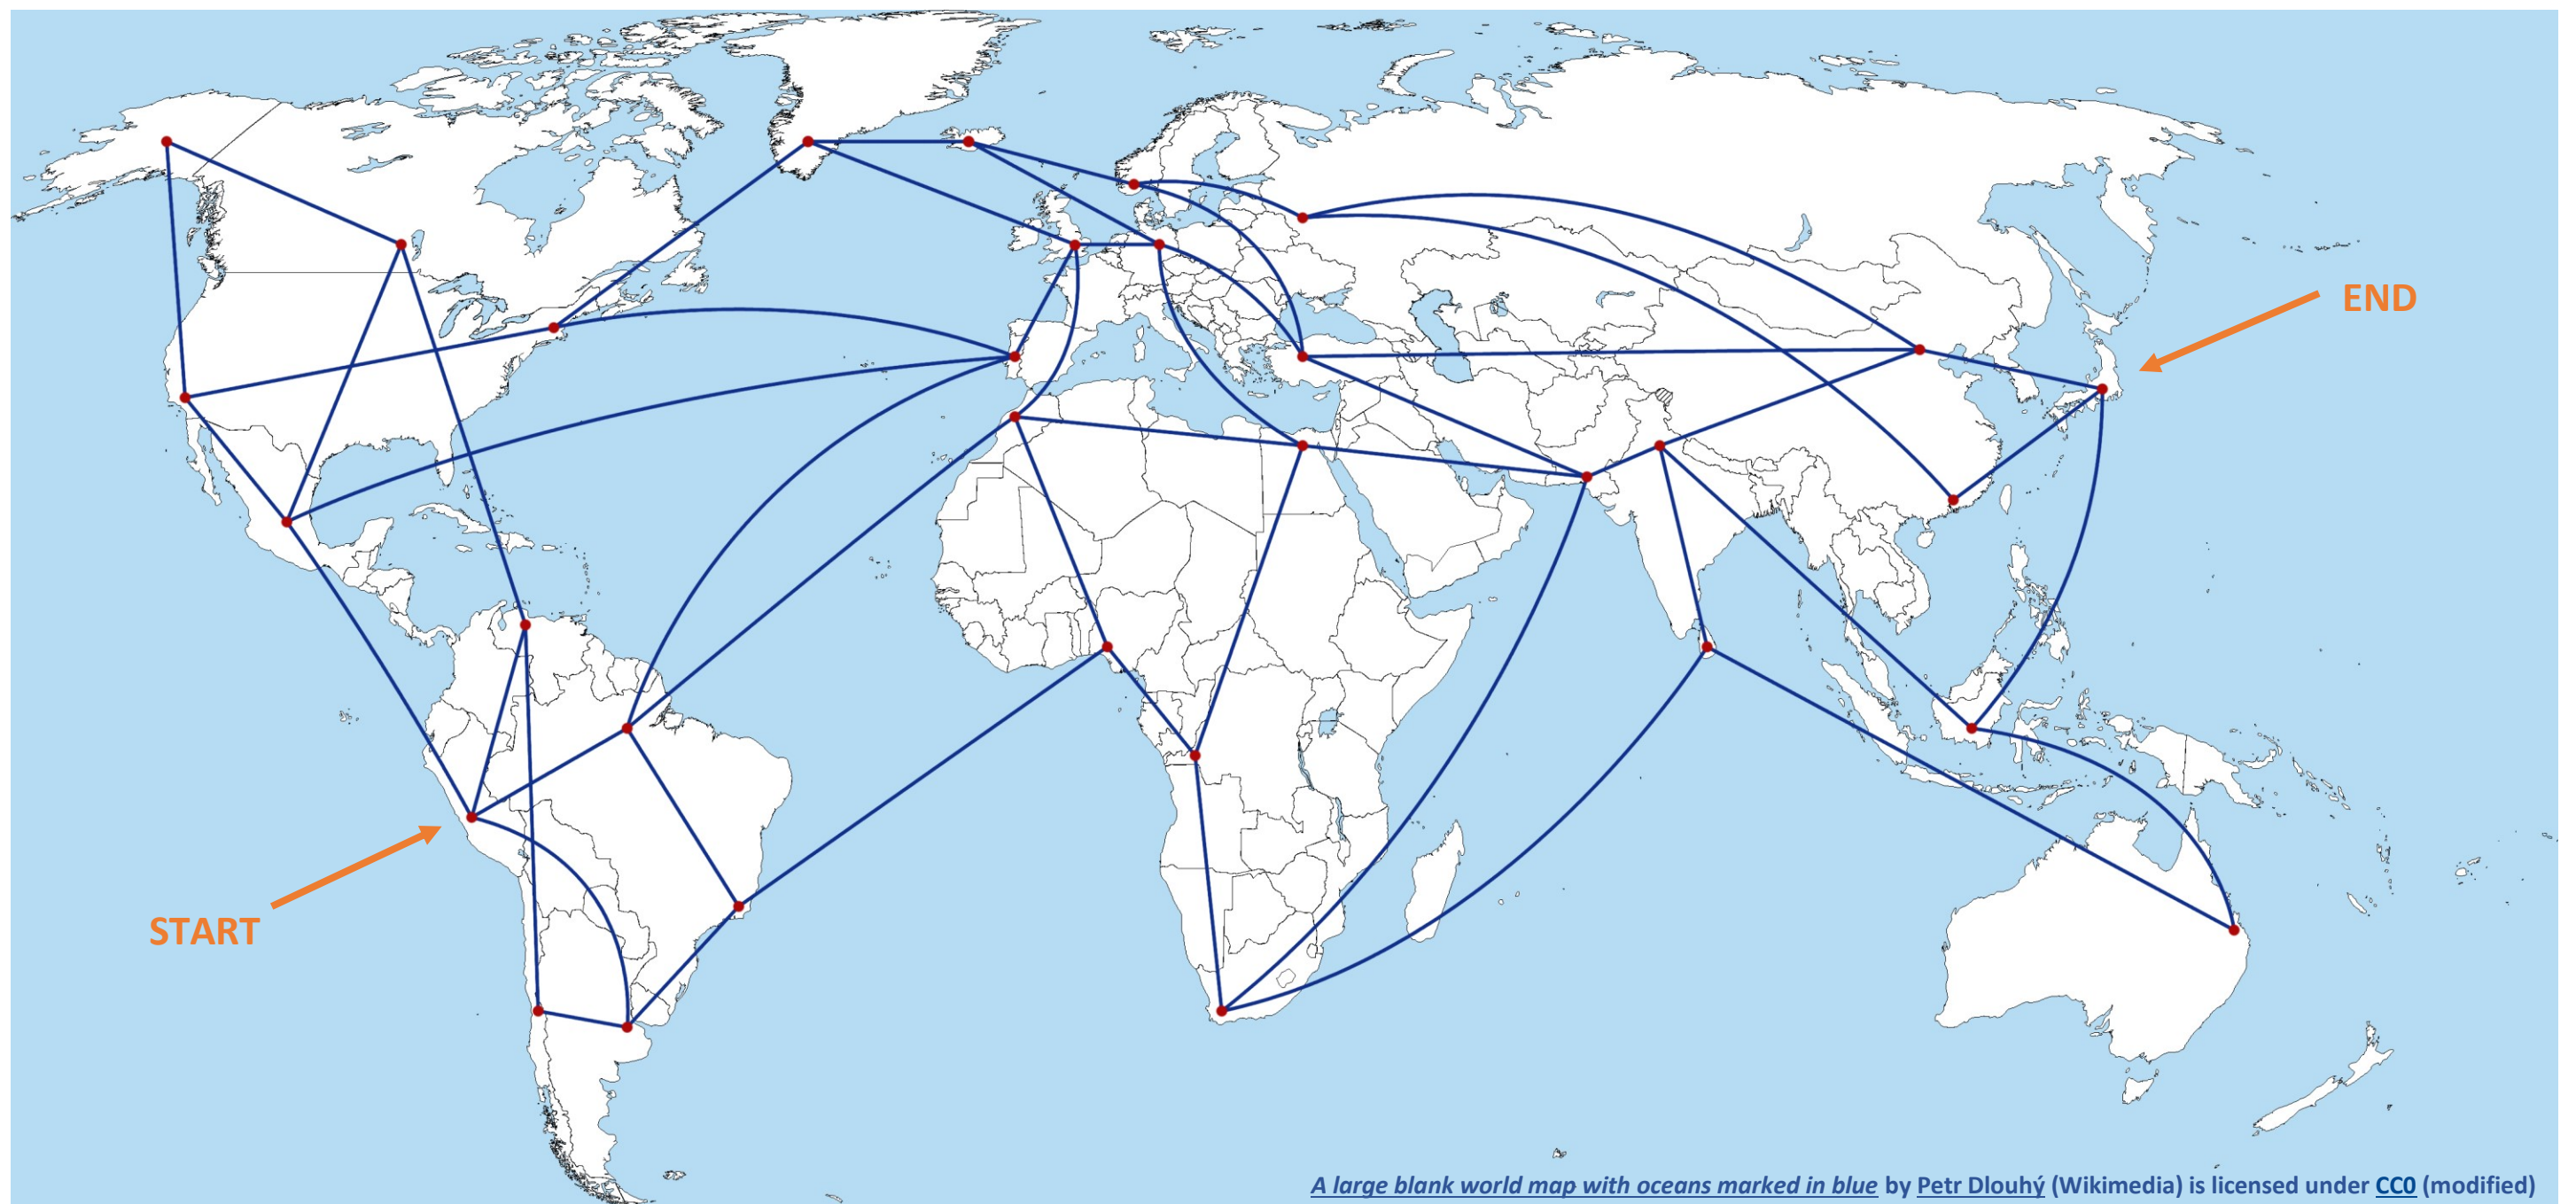 END
START
A large blank world map with oceans marked in blue by Petr Dlouhý (Wikimedia) is licensed under CC0 (modified)